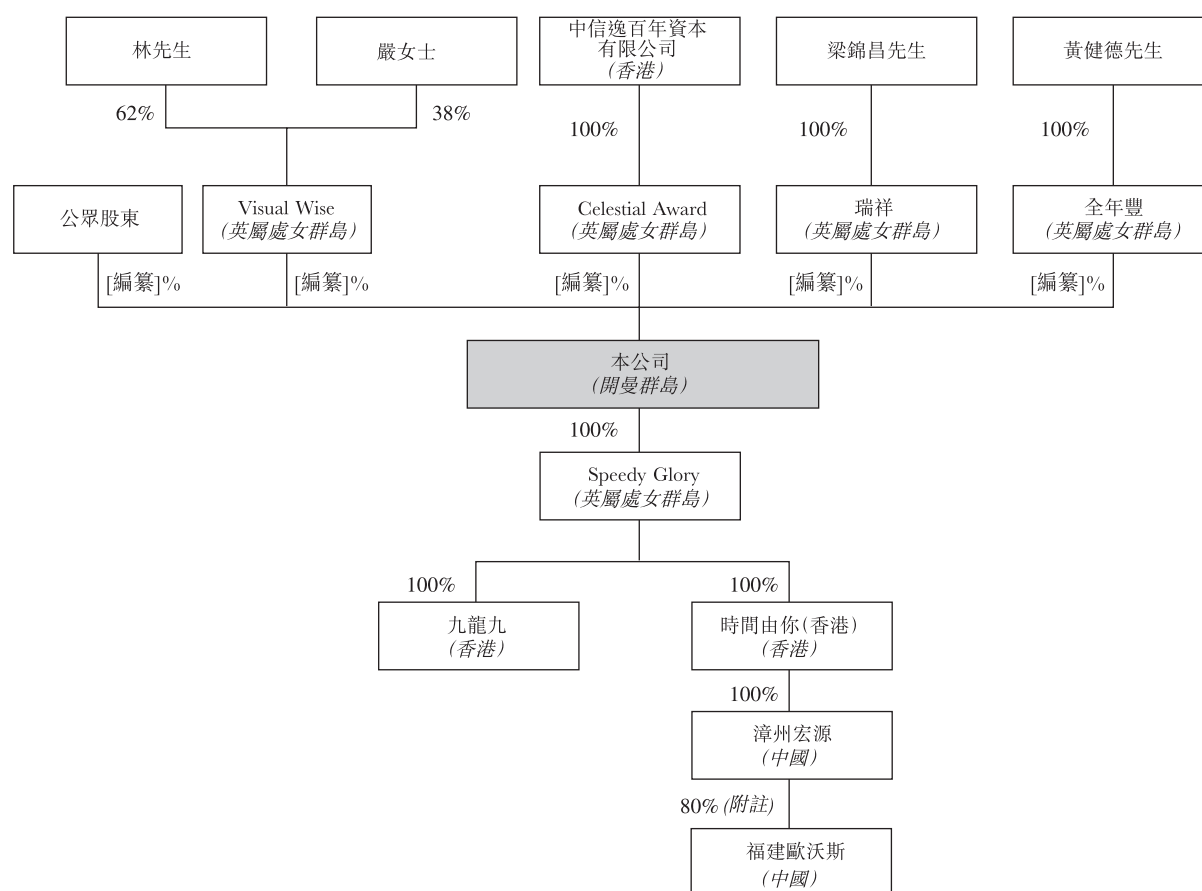 林先生
嚴女士
中信逸百年資本
有限公司
(香港)
梁錦昌先生
黃健德先生
62%
38%
100%
100%
100%
公眾股東
Visual Wise
(英屬處女群島)
Celestial Award
(英屬處女群島)
瑞祥
(英屬處女群島)
全年豐
(英屬處女群島)
[編纂]%
[編纂]%
[編纂]%
[編纂]%
[編纂]%
本公司
(開曼群島)
100%
Speedy Glory
(英屬處女群島)
100%
100%
九龍九
(香港)
時間由你(香港)
(香港)
100%
漳州宏源
(中國)
80% (附註)
福建歐沃斯
(中國)